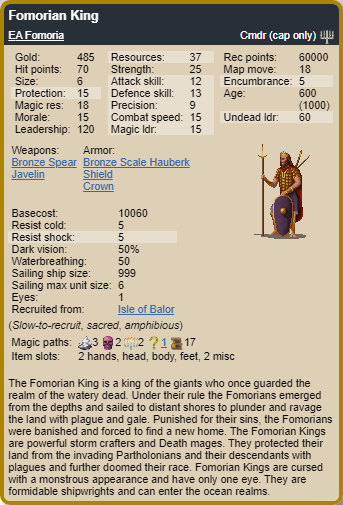 Fomorian King
EA Fomoria Cmdr (cap only)
Gold: 485 Resources: 37 Rec points: 60000
Hit points: 70 Strength: 25 Map move: 18
Size: 6 Attack skill: 12 Encumbrance: 5
Protection: 15 Defence skill: 13 Age: 600
Magic res: 18 Precision: 9 (1000)
Morale: 15 Combat speed: 15 Undead ldr: 60
Leadership: 120 Magic ldr: 15
Weapons: Armor:
Bronze Spear Bronze Scale Hauberk
Javelin Shield
Crown
Basecost: 10060
Resist cold: 5
Resist shock: 5
Dark vision: 50%
Waterbreathing: 50
Sailing ship size: 999
Sailing max unit size: 6
Eyes: 1
Recruited from: Isle of Balor
(Slow-to-recruit, sacred, amphibious)
Magic paths: 3 2 2 ? 1 17
Item slots: 2 hands, head, body, feet, 2 misc
The Fomorian King is a king of the giants who once guarded the
realm of the watery dead. Under their rule the Fomorians emerged
from the depths and sailed to distant shores to plunder and ravage
the land with plague and gale. Punished for their sins, the Fomorians
were banished and forced to find a new home. The Fomorian Kings
are powerful storm crafters and Death mages. They protected their
land from the invading Partholonians and their descendants with
plagues and further doomed their race. Fomorian Kings are cursed
with a monstrous appearance and have only one eye. They are
formidable shipwrights and can enter the ocean realms.